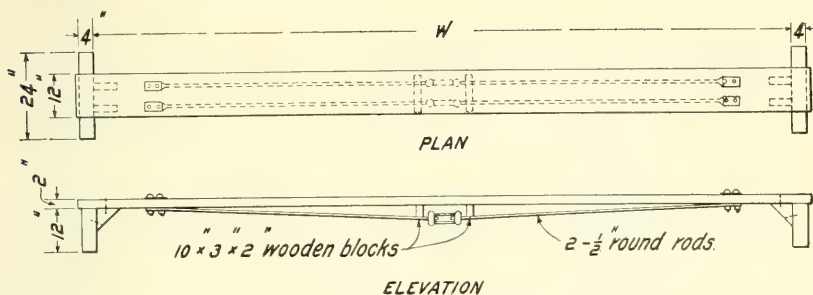 4" W 4"
24"
12"
PLAN
2"
12"
10" × 3" × 2" wooden blocks
2-½" round rods.
ELEVATION